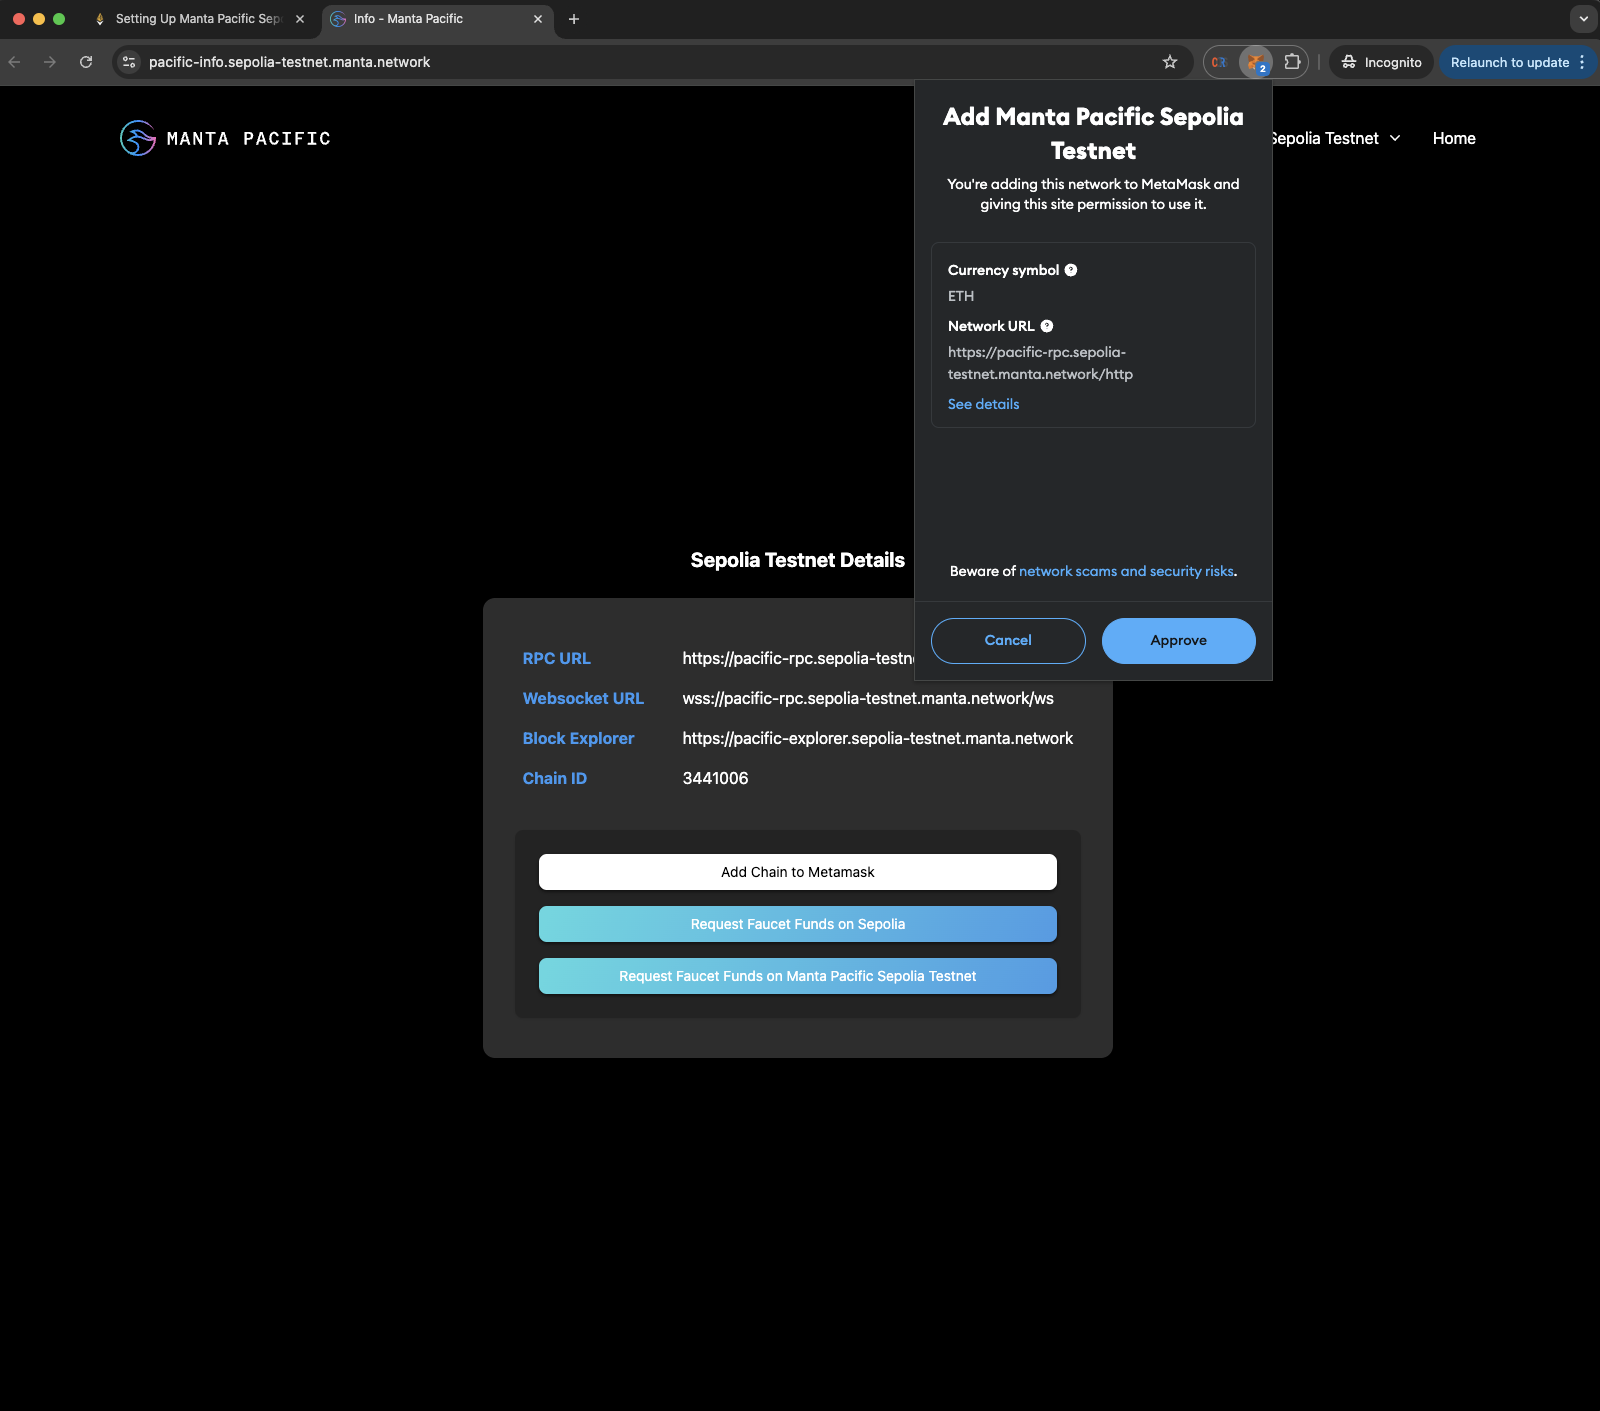 Setting Up Manta Pacific Sep
Info - Manta Pacific
pacific-info.sepolia-testnet.manta.network
CR
2
Incognito
Relaunch to update
MANTA PACIFIC
Sepolia Testnet
Home
Add Manta Pacific Sepolia
Testnet
You're adding this network to MetaMask and
giving this site permission to use it.
Currency symbol
ETH
Network URL
https://pacific-rpc.sepolia-
testnet.manta.network/http
See details
Beware of network scams and security risks.
Cancel
Approve
Sepolia Testnet Details
RPC URL https://pacific-rpc.sepolia-testn
Websocket URL wss://pacific-rpc.sepolia-testnet.manta.network/ws
Block Explorer https://pacific-explorer.sepolia-testnet.manta.network
Chain ID 3441006
Add Chain to Metamask
Request Faucet Funds on Sepolia
Request Faucet Funds on Manta Pacific Sepolia Testnet